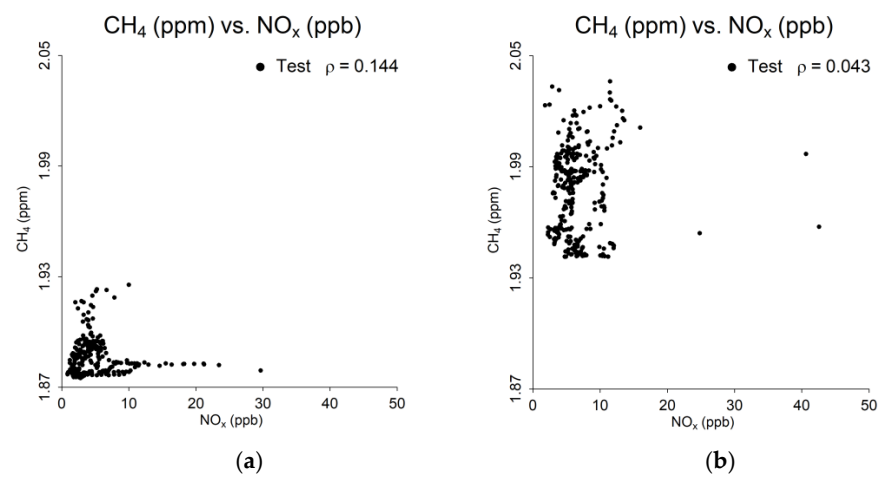 CH₄ (ppm) vs. NOₓ (ppb)
Test ρ = 0.144
2.05
1.99
1.93
1.87
CH₄ (ppm)
0 10 20 30 40 50
NOₓ (ppb)
(a)
CH₄ (ppm) vs. NOₓ (ppb)
Test ρ = 0.043
2.05
1.99
1.93
1.87
CH₄ (ppm)
0 10 20 30 40 50
NOₓ (ppb)
(b)